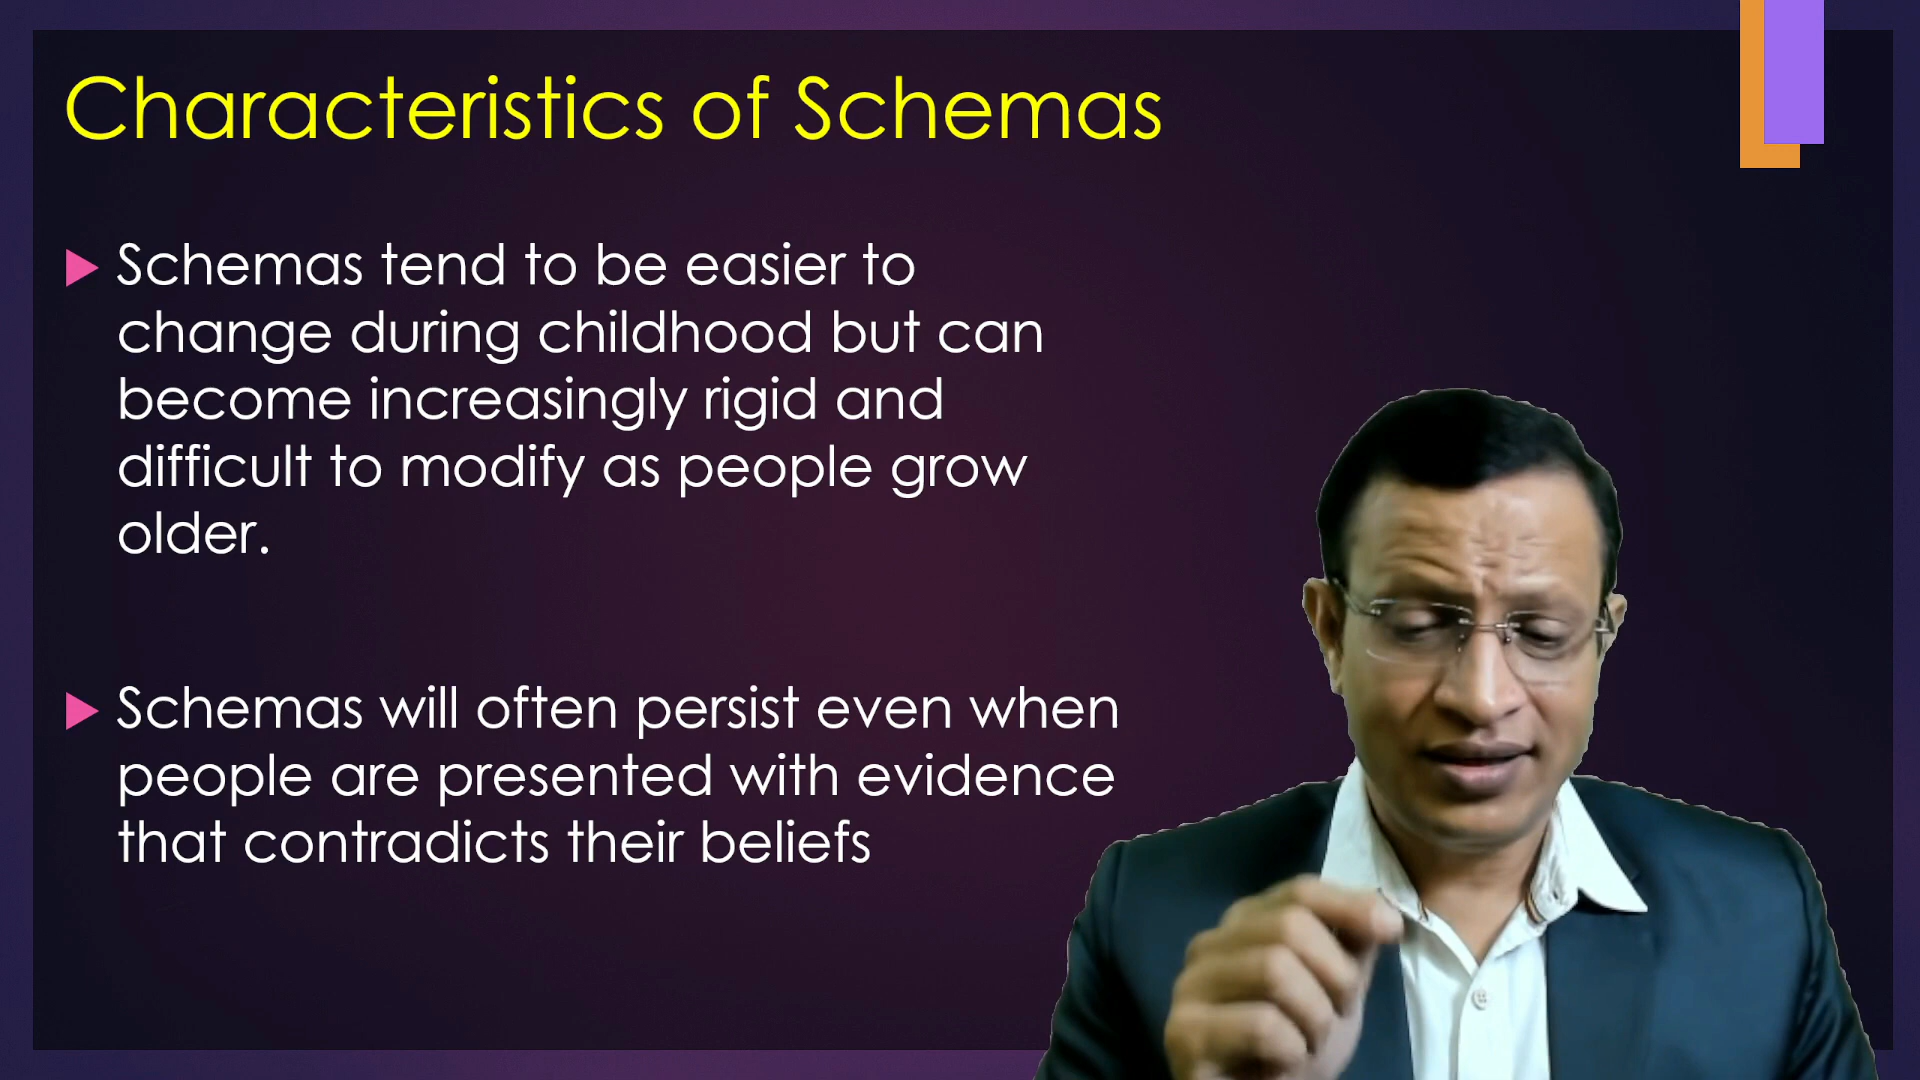 Characteristics of Schemas
Schemas tend to be easier to
change during childhood but can
become increasingly rigid and
difficult to modify as people grow
older.
Schemas will often persist even when
people are presented with evidence
that contradicts their beliefs